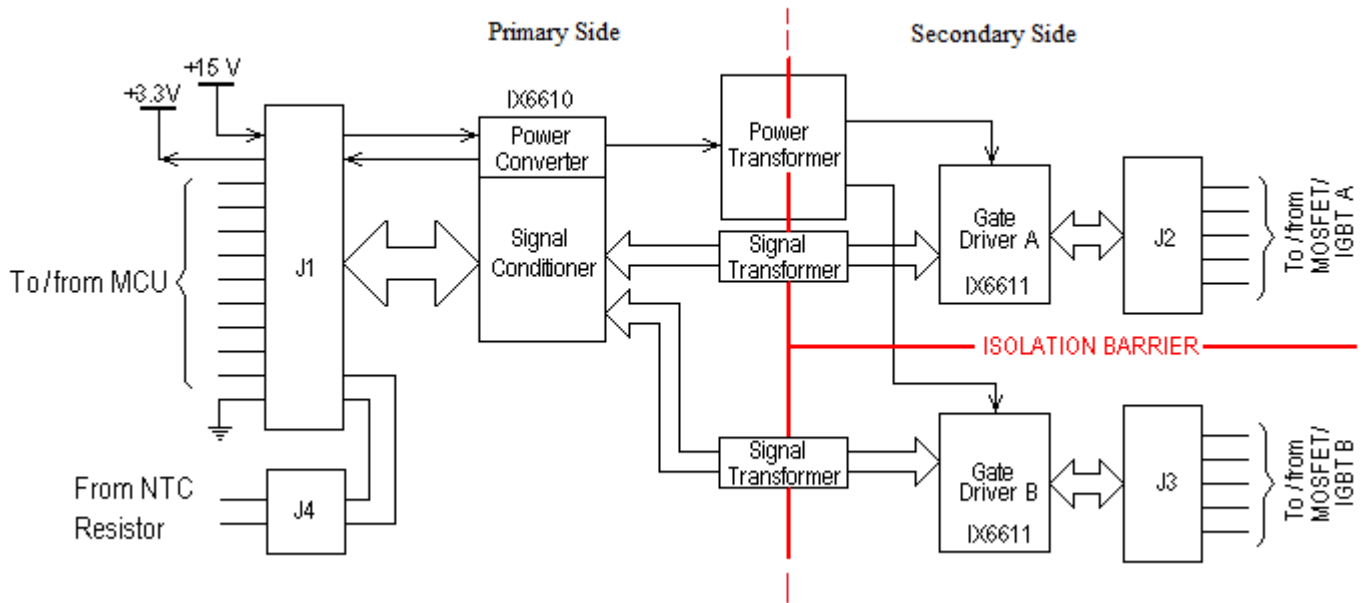 Primary Side
Secondary Side
+15 V
+3.3V
IX6610
Power
Converter
Signal
Conditioner
Power
Transformer
Signal
Transformer
Gate
Driver A
IX6611
J1
J2
To/from
MOSFET/
IGBT A
To/from MCU
ISOLATION BARRIER
Signal
Transformer
Gate
Driver B
IX6611
J3
To/from
MOSFET/
IGBT B
From NTC
Resistor
J4